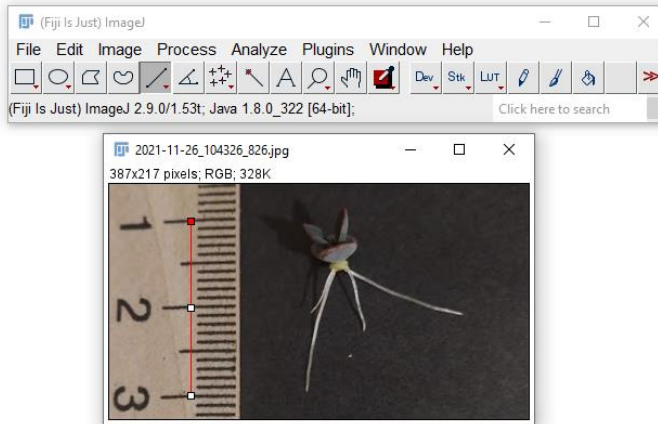 (Fiji Is Just) ImageJ
File Edit Image Process Analyze Plugins Window Help
Dev Stk LUT
(Fiji Is Just) ImageJ 2.9.0/1.53t; Java 1.8.0_322 [64-bit];
Click here to search
2021-11-26_104326_826.jpg
387x217 pixels; RGB; 328K
1
2
3